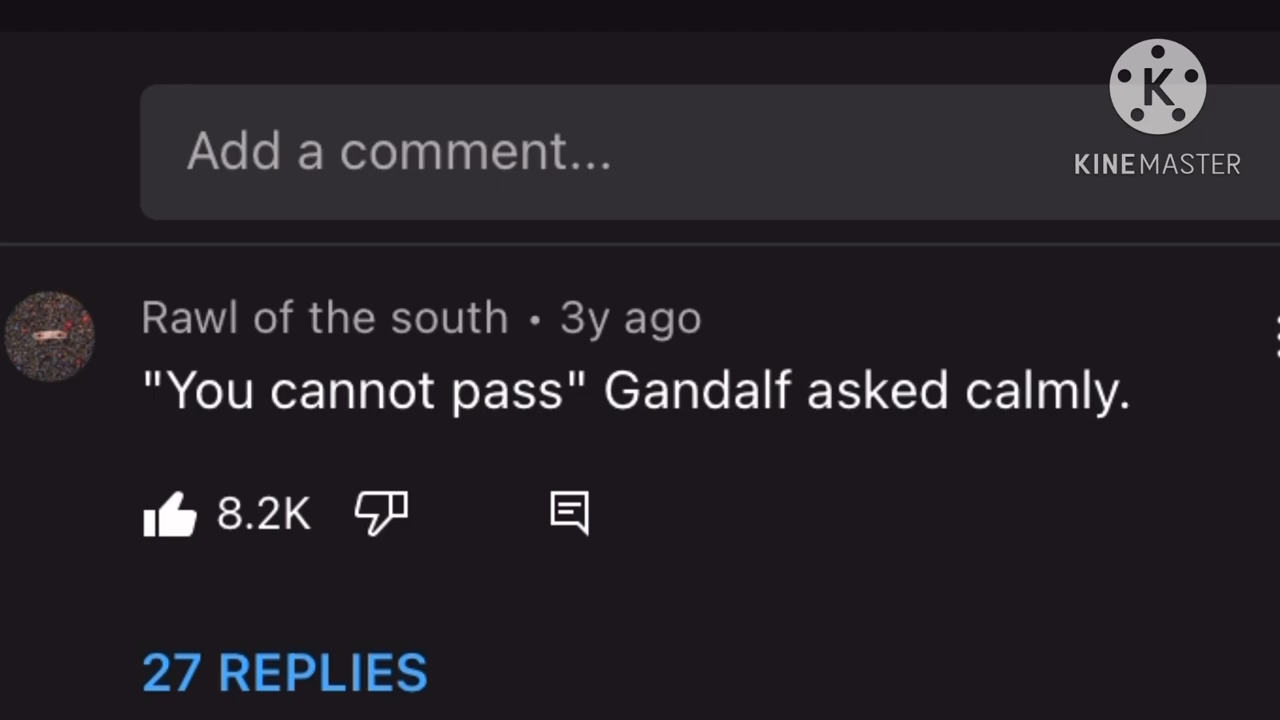 K
KINEMASTER
Add a comment...
Rawl of the south • 3y ago
"You cannot pass" Gandalf asked calmly.
8.2K
27 REPLIES